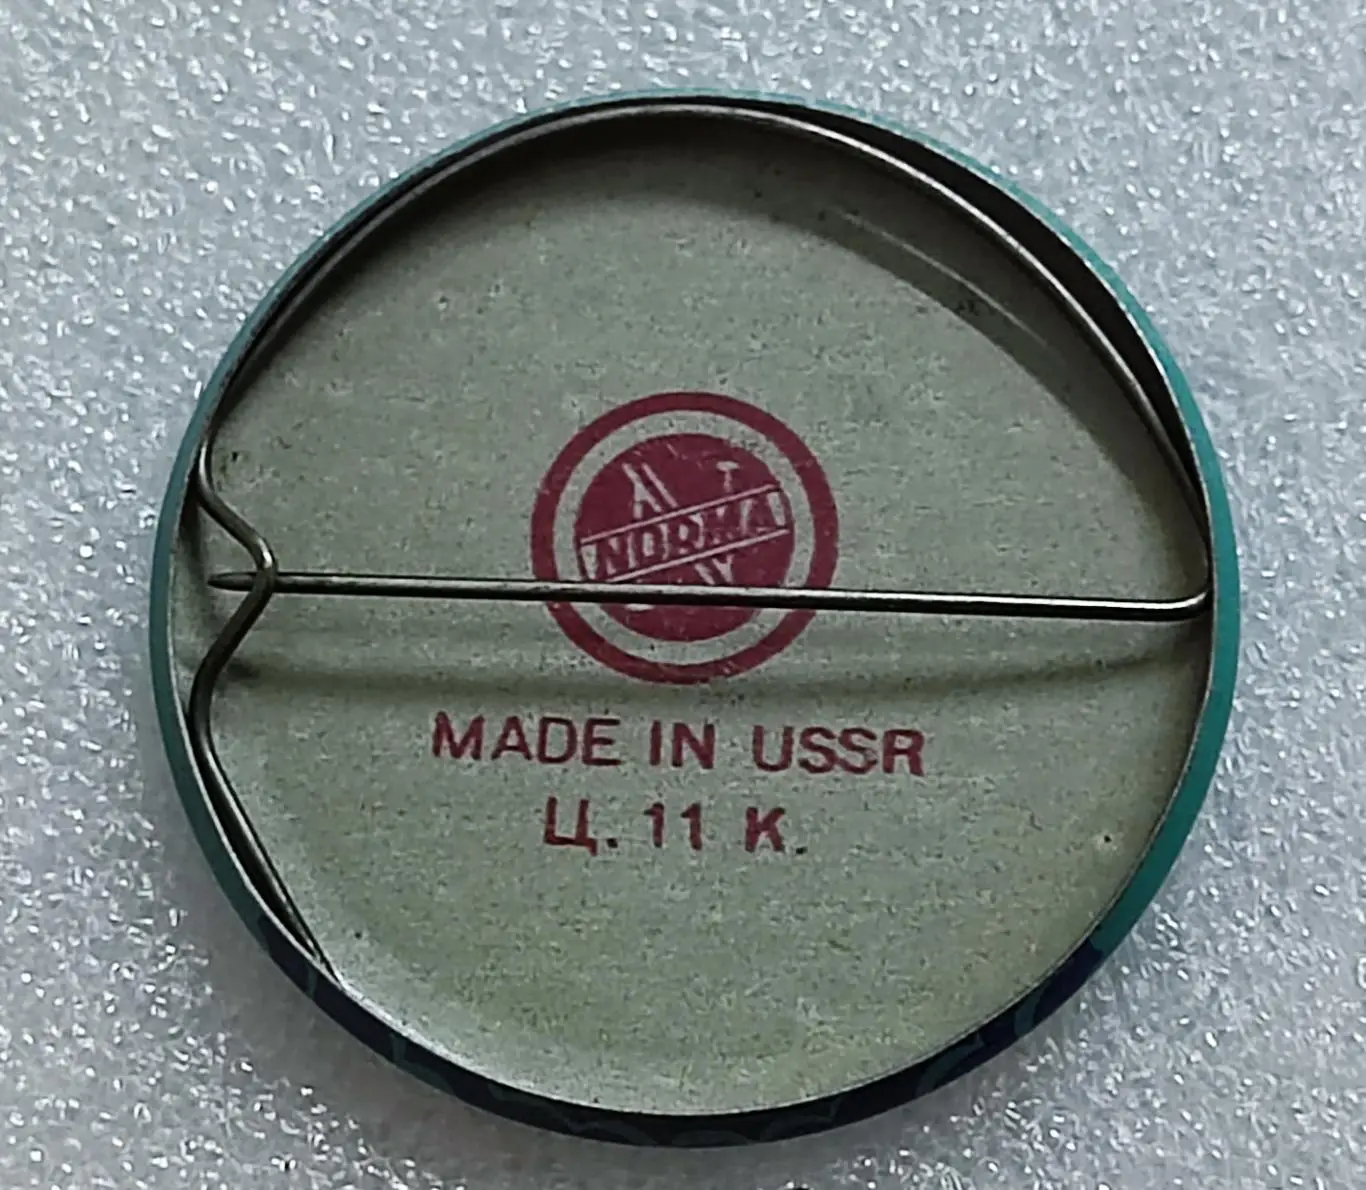 NORMA
MADE IN USSR
Ц. 11 К.